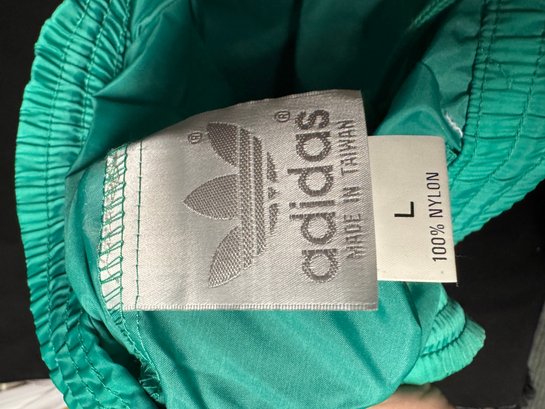 ®
adidas®
MADE IN TAIWAN
L
100% NYLON